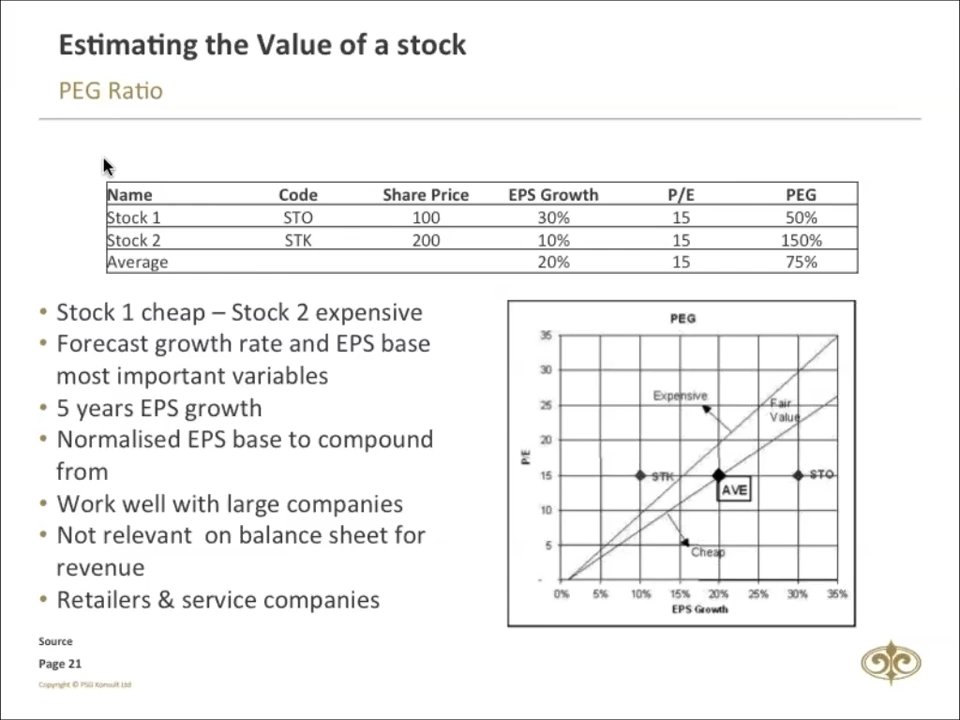 Estimating the Value of a stock
PEG Ratio
Name Code Share Price EPS Growth P/E PEG
Stock 1 STO 100 30% 15 50%
Stock 2 STK 200 10% 15 150%
Average 20% 15 75%
• Stock 1 cheap – Stock 2 expensive
• Forecast growth rate and EPS base
most important variables
• 5 years EPS growth
• Normalised EPS base to compound
from
• Work well with large companies
• Not relevant on balance sheet for
revenue
• Retailers & service companies
PEG
35
30
25
20
15
10
5
-
P/E
Expensive
Fair
Value
STK
STO
AVE
Cheap
0% 5% 10% 15% 20% 25% 30% 35%
EPS Growth
Source
Page 21
Copyright © PSG Konsult Ltd